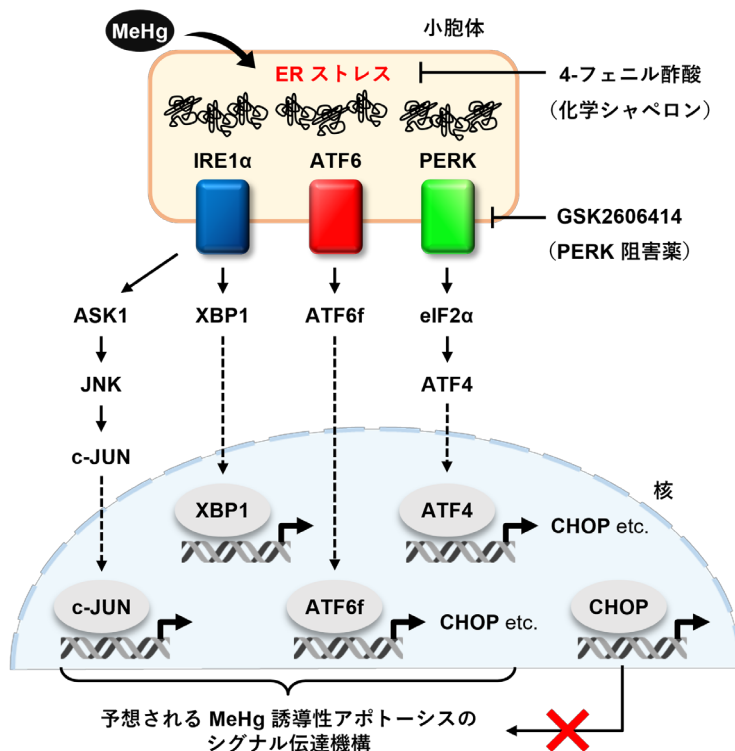 MeHg
小胞体
ER ストレス
4-フェニル酢酸
（化学シャペロン）
IRE1α
ATF6
PERK
GSK2606414
（PERK 阻害薬）
ASK1
XBP1
ATF6f
eIF2α
JNK
ATF4
c-JUN
核
XBP1
ATF4
CHOP etc.
c-JUN
ATF6f
CHOP etc.
CHOP
予想される MeHg 誘導性アポトーシスの
シグナル伝達機構